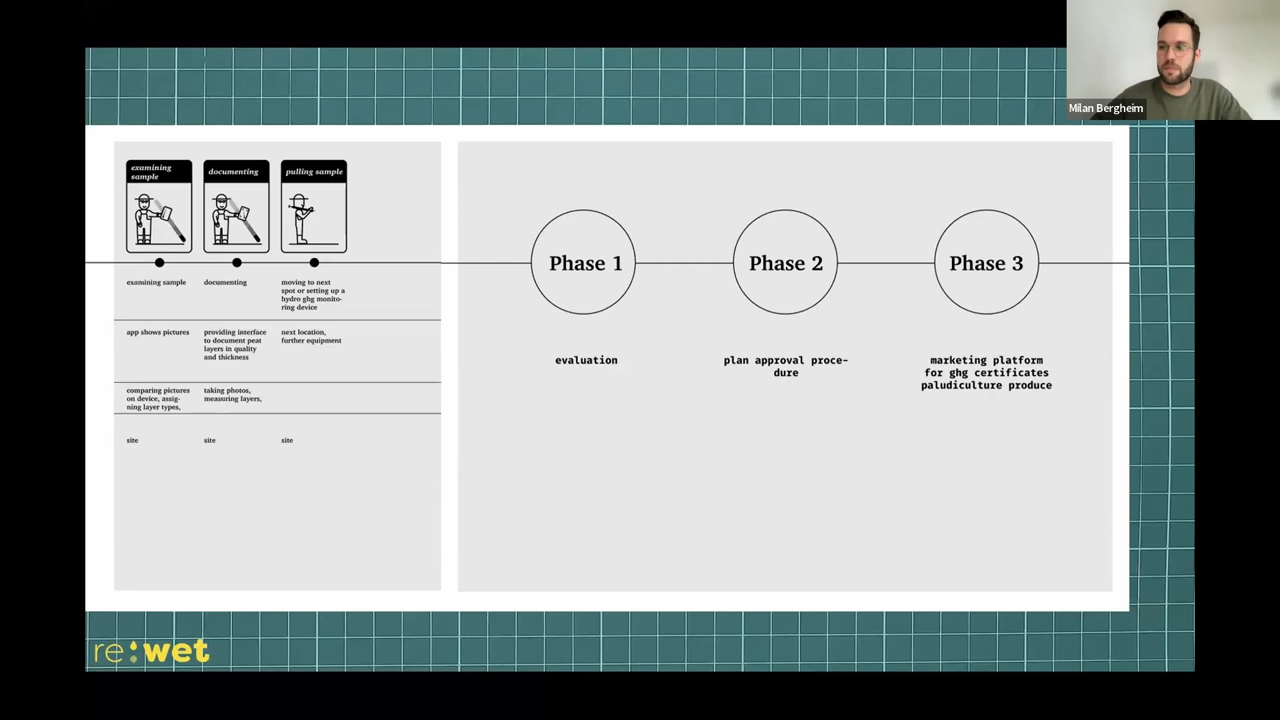 Milan Bergheim
examining
sample
documenting
pulling sample
examining sample
documenting
moving to next
spot or setting up a
hydro ghg monito-
ring device
app shows pictures
providing interface
to document peat
layers in quality
and thickness
next location,
further equipment
comparing pictures
on device, assig-
ning layer types,
taking photos,
measuring layers,
site
site
site
Phase 1
Phase 2
Phase 3
evaluation
plan approval proce-
dure
marketing platform
for ghg certificates
paludiculture produce
re:wet